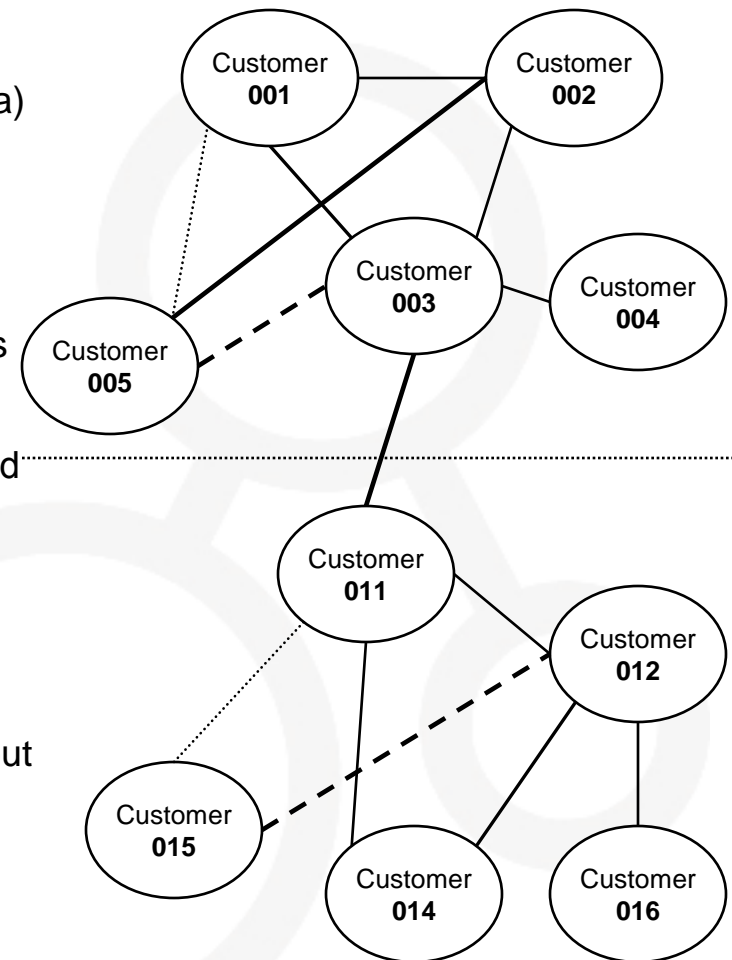 Customer
001
Customer
002
a)
Customer
003
Customer
004
s
Customer
005
d
Customer
011
Customer
012
ut
Customer
015
Customer
014
Customer
016